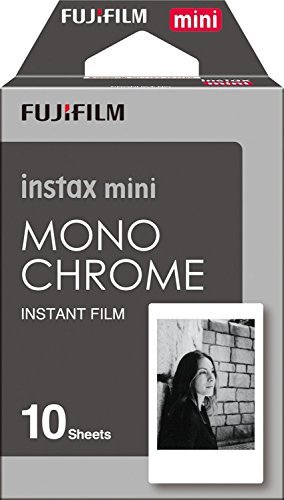 FUJIFILM mini
FUJIFILM
instax mini
MONO
CHROME
INSTANT FILM
10 Sheets